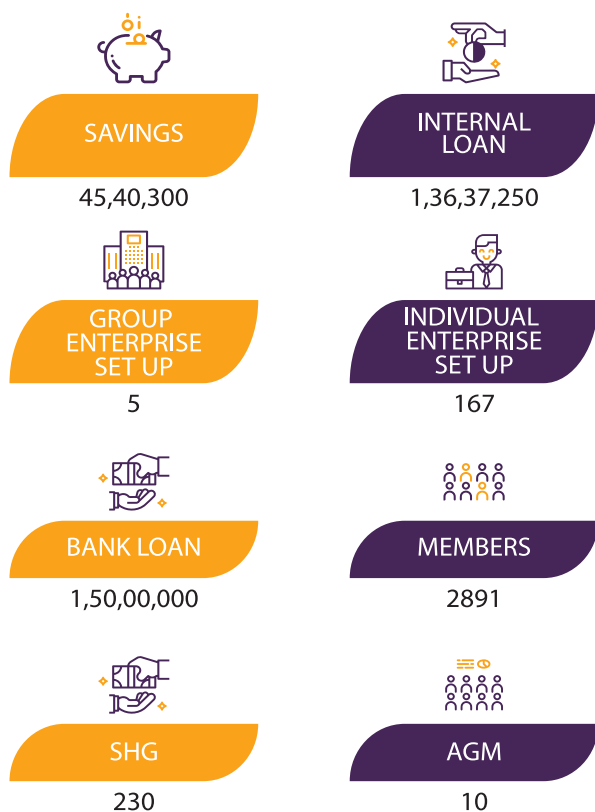 SAVINGS
45,40,300
INTERNAL
LOAN
1,36,37,250
GROUP
ENTERPRISE
SET UP
5
INDIVIDUAL
ENTERPRISE
SET UP
167
BANK LOAN
1,50,00,000
MEMBERS
2891
SHG
230
AGM
10